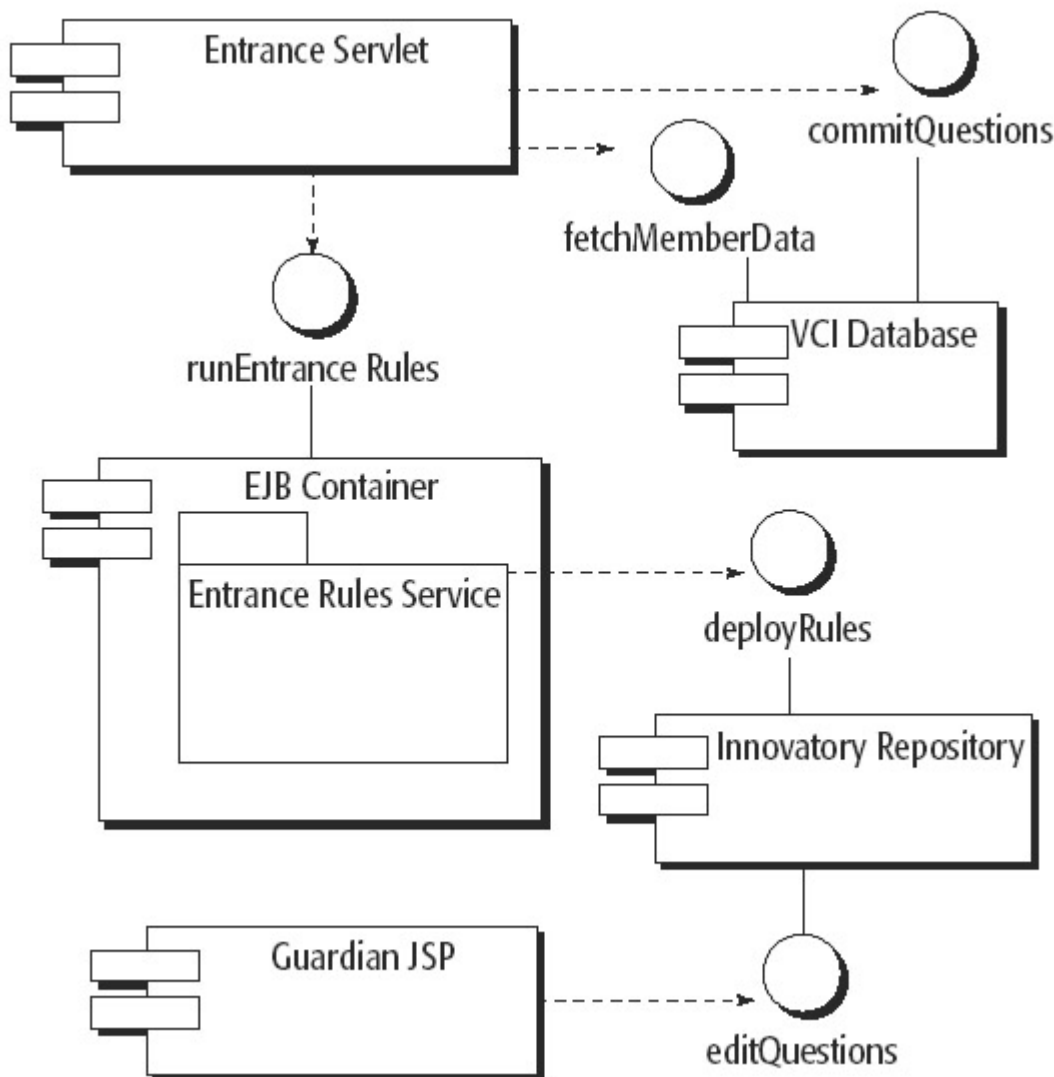 Entrance Servlet
commitQuestions
fetchMemberData
VCI Database
runEntrance Rules
EJB Container
Entrance Rules Service
deployRules
Innovatory Repository
Guardian JSP
editQuestions